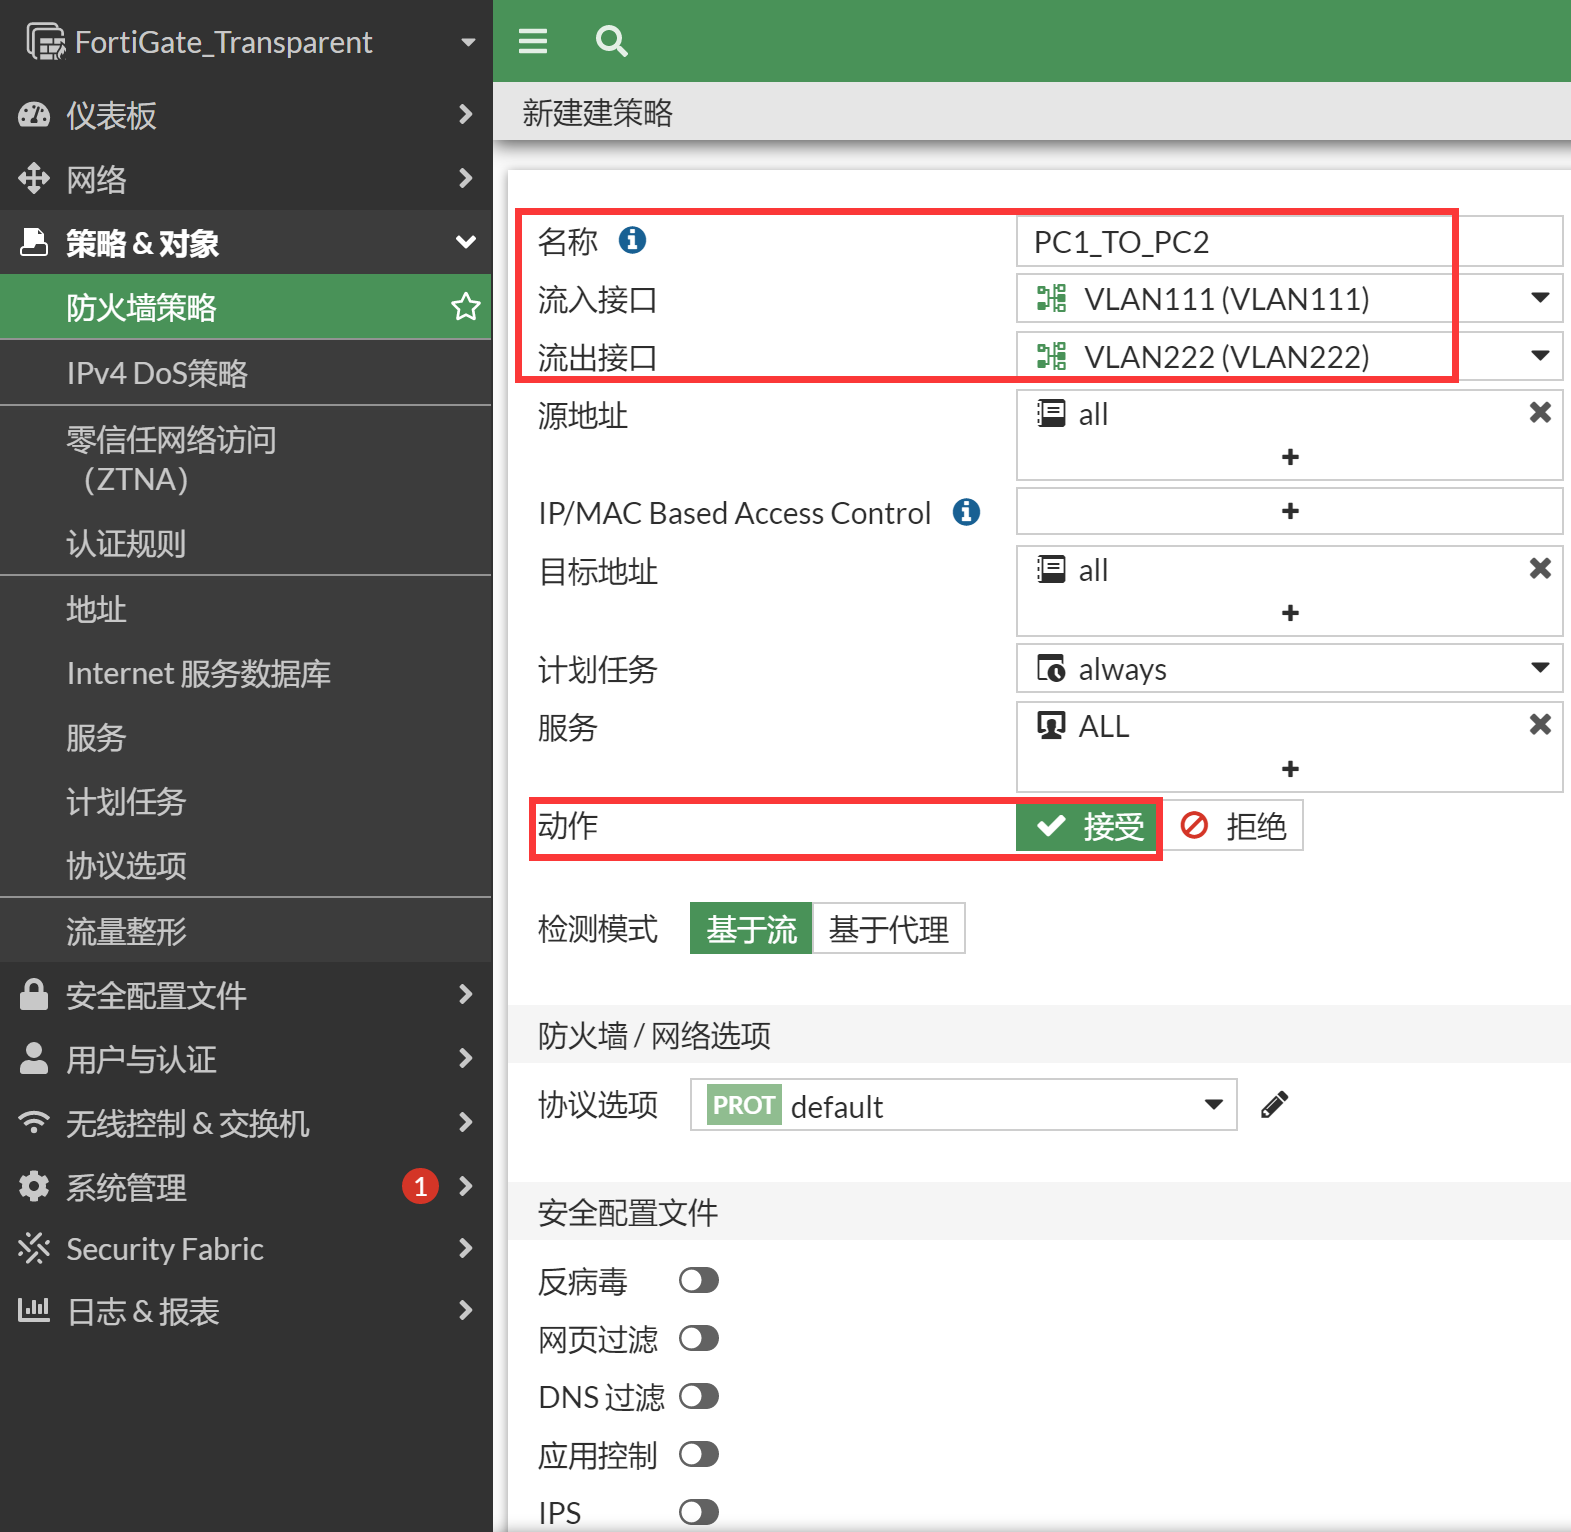 FortiGate_Transparent
仪表板
网络
策略 & 对象
防火墙策略
IPv4 DoS策略
零信任网络访问
（ZTNA）
认证规则
地址
Internet 服务数据库
服务
计划任务
协议选项
流量整形
安全配置文件
用户与认证
无线控制 & 交换机
系统管理 1
Security Fabric
日志 & 报表
新建建策略
名称 PC1_TO_PC2
流入接口 VLAN111 (VLAN111)
流出接口 VLAN222 (VLAN222)
源地址 all
IP/MAC Based Access Control
目标地址 all
计划任务 always
服务 ALL
动作 接受 拒绝
检测模式 基于流 基于代理
防火墙 / 网络选项
协议选项 PROT default
安全配置文件
反病毒
网页过滤
DNS 过滤
应用控制
IPS